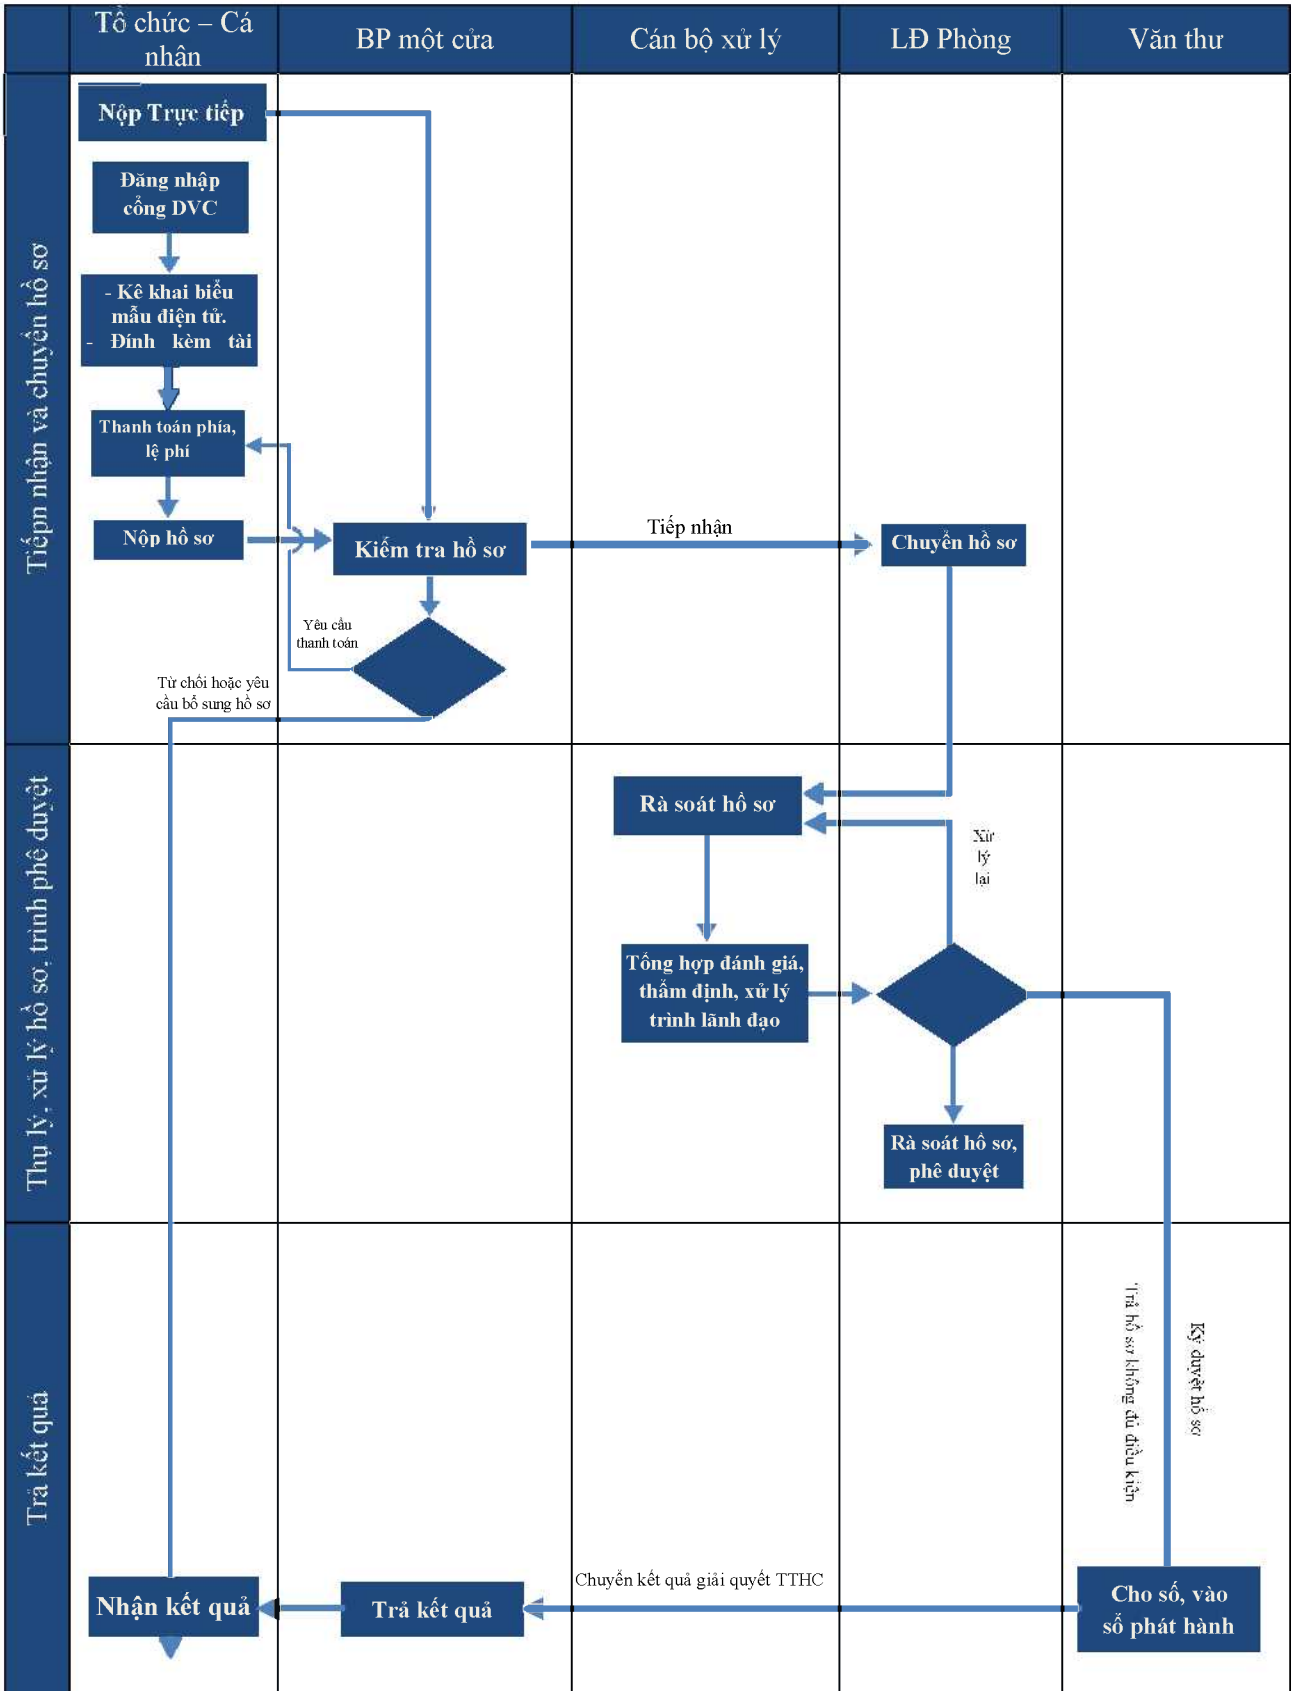 Tổ chức – Cá
nhân
BP một cửa
Cán bộ xử lý
LĐ Phòng
Văn thư
Tiếpn nhận và chuyển hồ sơ
Nộp Trực tiếp
Đăng nhập
cổng DVC
- Kê khai biểu
mẫu điện tử.
- Đính kèm tài
Thanh toán phía,
lệ phí
Nộp hồ sơ
Kiểm tra hồ sơ
Tiếp nhận
Chuyển hồ sơ
Yêu cầu
thanh toán
Từ chối hoặc yêu
cầu bổ sung hồ sơ
Thụ lý, xử lý hồ sơ, trình phê duyệt
Rà soát hồ sơ
Xử
lý
lại
Tổng hợp đánh giá,
thẩm định, xử lý
trình lãnh đạo
Rà soát hồ sơ,
phê duyệt
Trả kết quả
Trả hồ sơ không đủ điều kiện
Ký duyệt hồ sơ
Chuyển kết quả giải quyết TTHC
Nhận kết quả
Trả kết quả
Cho số, vào
sổ phát hành